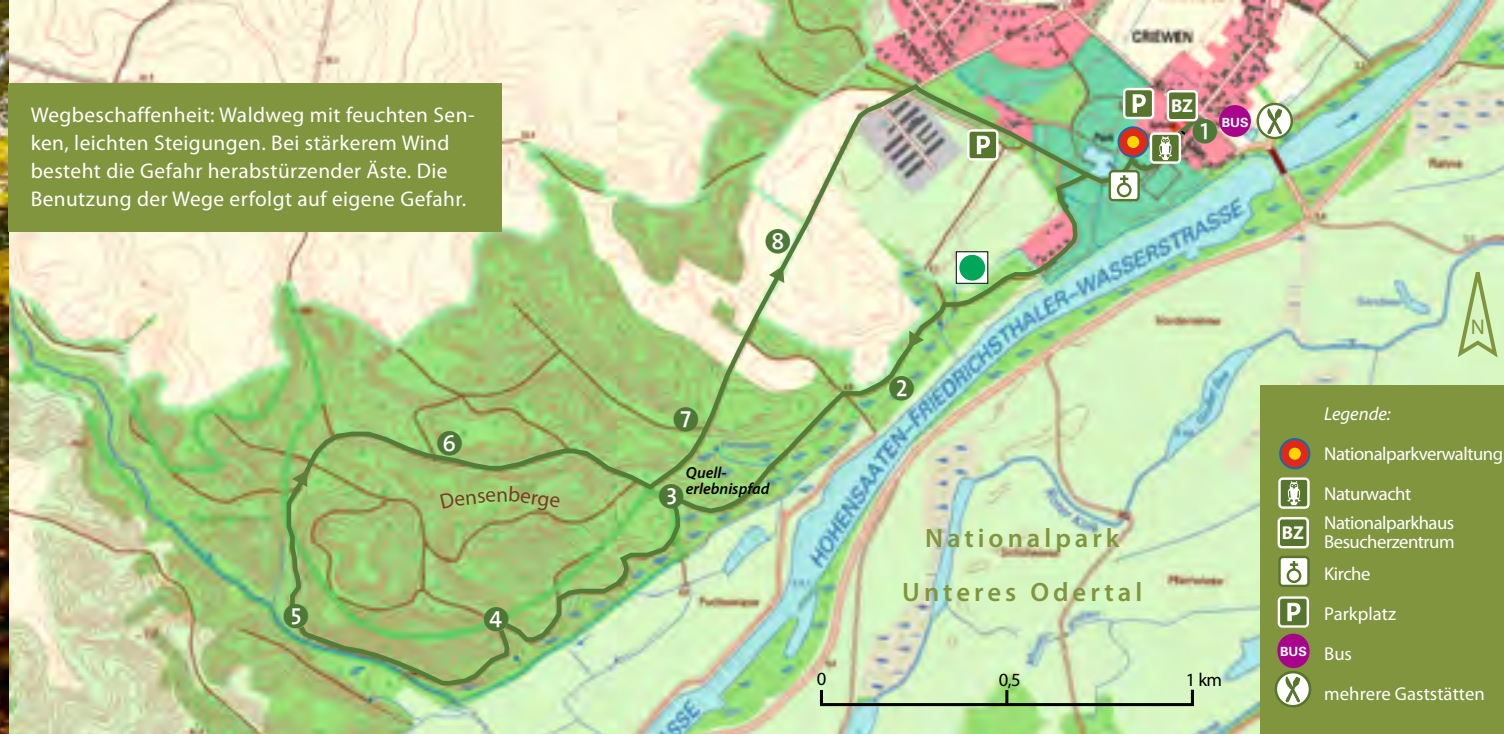 Wegbeschaffenheit: Waldweg mit feuchten Sen-
ken, leichten Steigungen. Bei stärkerem Wind
besteht die Gefahr herabstürzender Äste. Die
Benutzung der Wege erfolgt auf eigene Gefahr.
CRIEWEN
P
BZ
1
BUS
P
Park
8
HOHENSAATEN-FRIEDRICHSTHALER-WASSERSTRASSE
N
2
7
6
Quell-
erlebnispfad
3
Densenberge
Nationalpark
Unteres Odertal
5
4
0
0,5
1 km
SSE
Legende:
Nationalparkverwaltung
Naturwacht
BZ
Nationalparkhaus
Besucherzentrum
Kirche
P
Parkplatz
BUS
Bus
mehrere Gaststätten